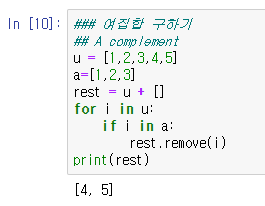 In [10]: ### 여집합 구하기
## A complement
u = [1,2,3,4,5]
a=[1,2,3]
rest = u + []
for i in u:
    if i in a:
        rest.remove(i)
print(rest)
[4, 5]